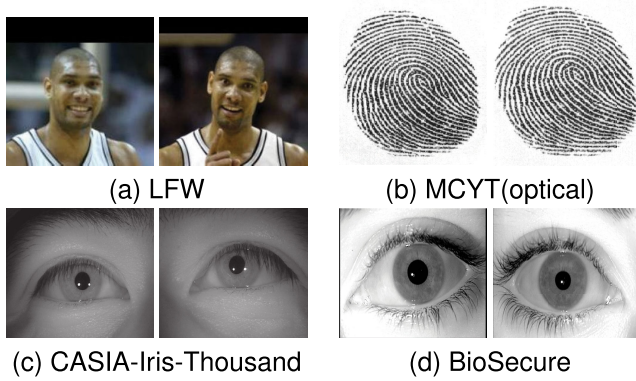 (a) LFW
(b) MCYT(optical)
(c) CASIA-Iris-Thousand
(d) BioSecure